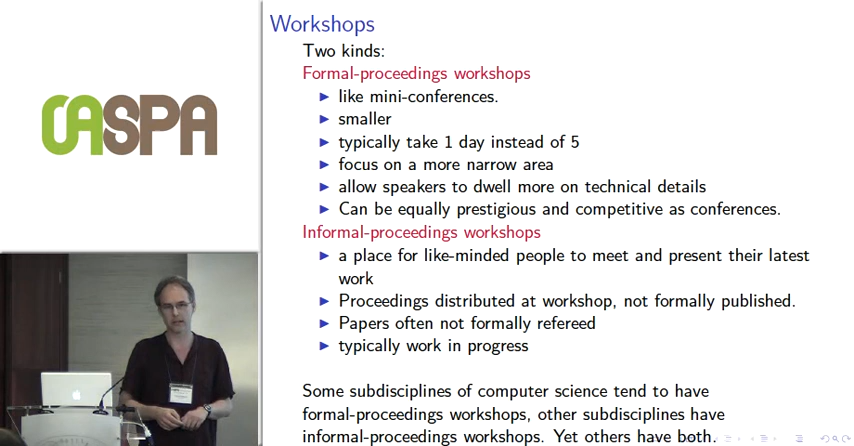 OASPA
Workshops
Two kinds:
Formal-proceedings workshops
▶ like mini-conferences.
▶ smaller
▶ typically take 1 day instead of 5
▶ focus on a more narrow area
▶ allow speakers to dwell more on technical details
▶ Can be equally prestigious and competitive as conferences.
Informal-proceedings workshops
▶ a place for like-minded people to meet and present their latest
work
▶ Proceedings distributed at workshop, not formally published.
▶ Papers often not formally refereed
▶ typically work in progress
Some subdisciplines of computer science tend to have
formal-proceedings workshops, other subdisciplines have
informal-proceedings workshops. Yet others have both.